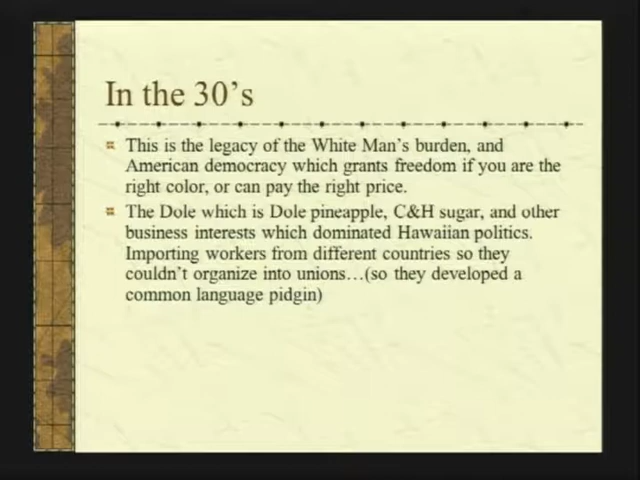 In the 30's
This is the legacy of the White Man's burden, and
American democracy which grants freedom if you are the
right color, or can pay the right price.
The Dole which is Dole pineapple, C&H sugar, and other
business interests which dominated Hawaiian politics.
Importing workers from different countries so they
couldn't organize into unions…(so they developed a
common language pidgin)